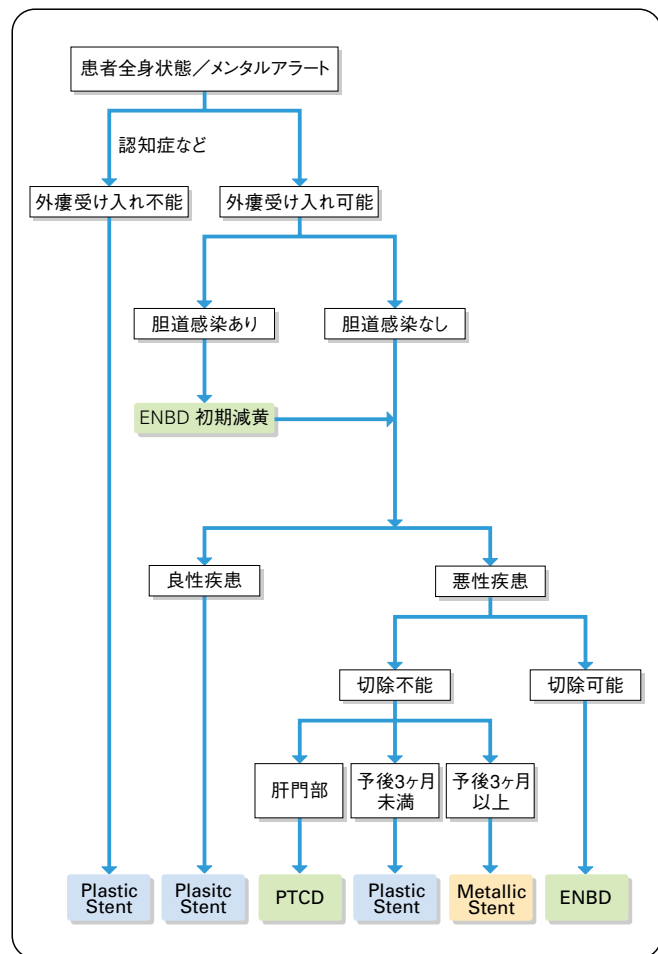 患者全身状態／メンタルアラート
認知症など
外瘻受け入れ不能
外瘻受け入れ可能
胆道感染あり
胆道感染なし
ENBD 初期減黄
良性疾患
悪性疾患
切除不能
切除可能
肝門部
予後3ヶ月
未満
予後3ヶ月
以上
Plastic
Stent
Plasitc
Stent
PTCD
Plastic
Stent
Metallic
Stent
ENBD